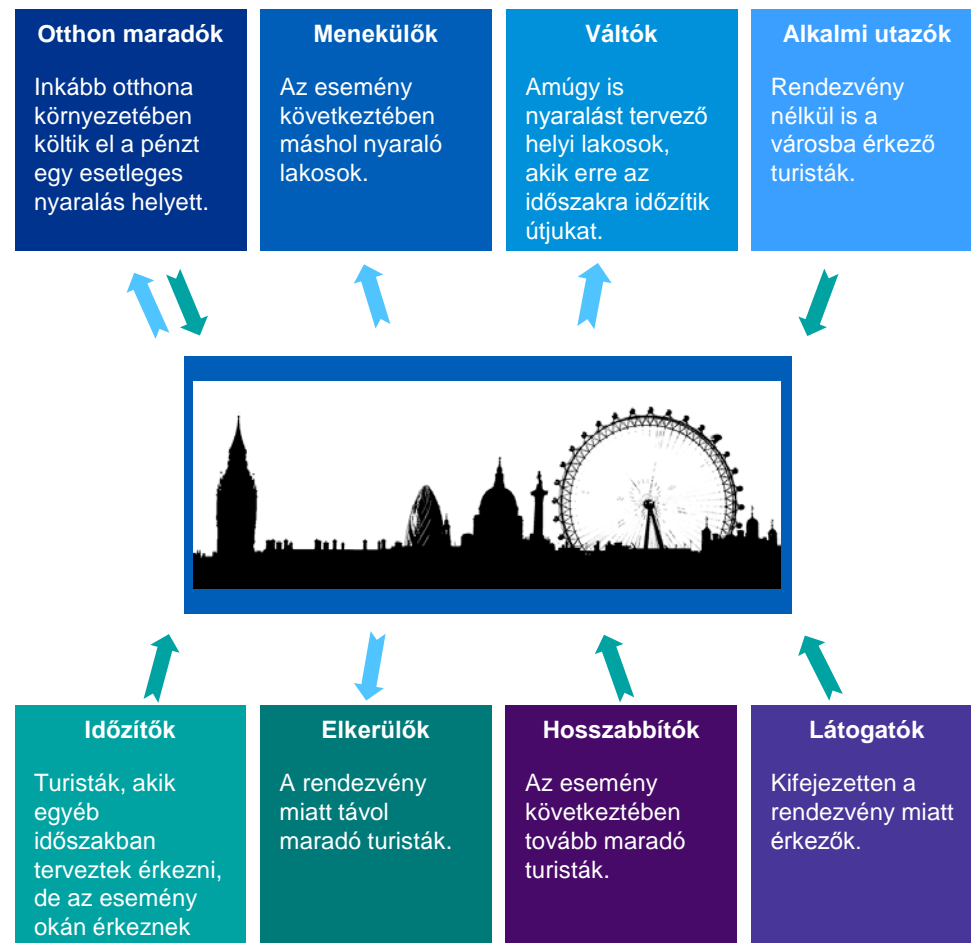 Otthon maradók
Inkább otthona
környezetében
költik el a pénzt
egy esetleges
nyaralás helyett.
Menekülők
Az esemény
következtében
máshol nyaraló
lakosok.
Váltók
Amúgy is
nyaralást tervező
helyi lakosok,
akik erre az
időszakra időzítik
útjukat.
Alkalmi utazók
Rendezvény
nélkül is a
városba érkező
turisták.
Időzítők
Turisták, akik
egyéb
időszakban
terveztek érkezni,
de az esemény
okán érkeznek
Elkerülők
A rendezvény
miatt távol
maradó turisták.
Hosszabbítók
Az esemény
következtében
tovább maradó
turisták.
Látogatók
Kifejezetten a
rendezvény miatt
érkezők.